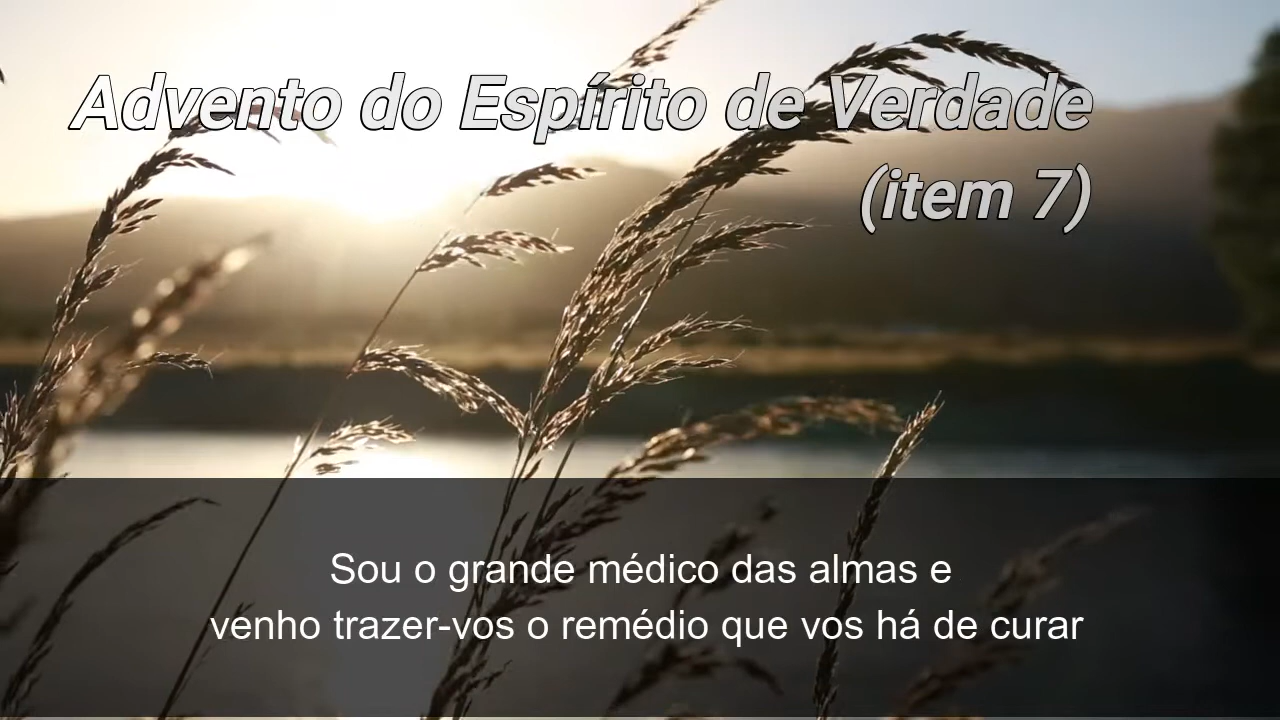 Advento do Espírito de Verdade
(item 7)
Sou o grande médico das almas e
venho trazer-vos o remédio que vos há de curar